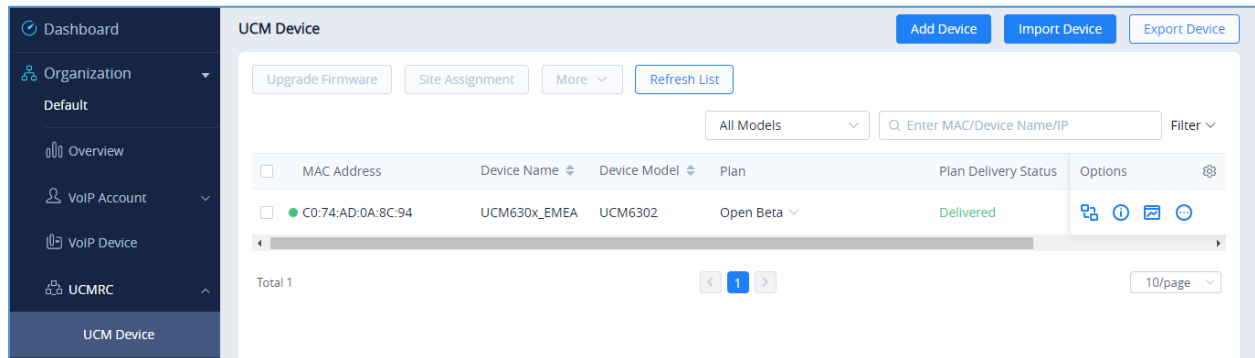 Dashboard
Organization
Default
Overview
VoIP Account
VoIP Device
UCMRC
UCM Device
UCM Device
Add Device
Import Device
Export Device
Upgrade Firmware
Site Assignment
More
Refresh List
All Models
Enter MAC/Device Name/IP
Filter
MAC Address Device Name Device Model Plan Plan Delivery Status Options
C0:74:AD:0A:8C:94 UCM630x_EMEA UCM6302 Open Beta Delivered
Total 1
1
10/page